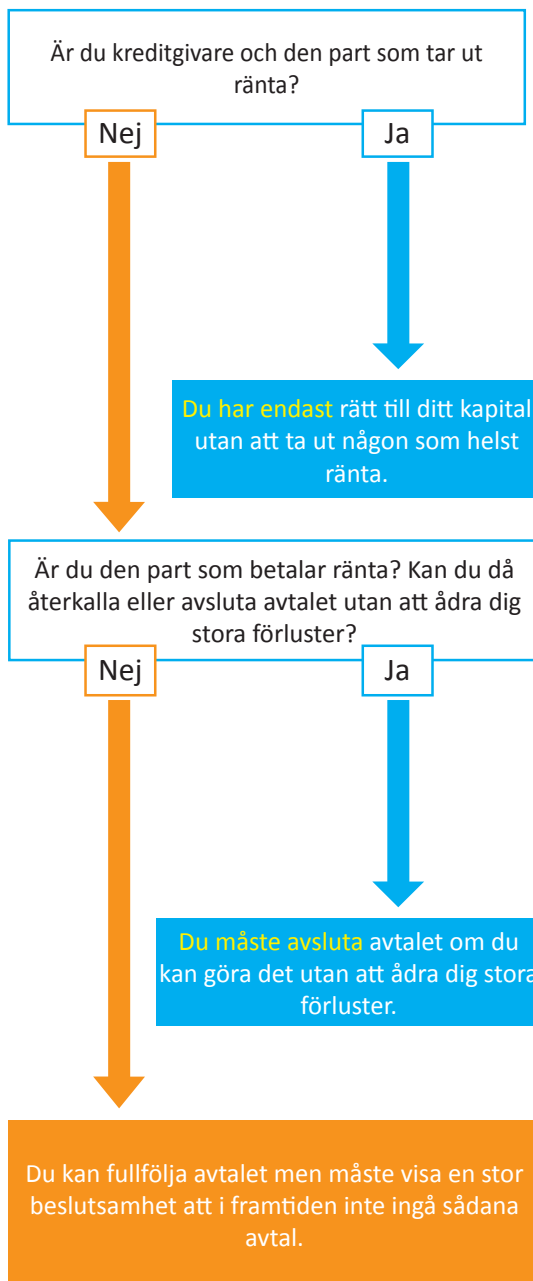 Är du kreditgivare och den part som tar ut
ränta?
Nej
Ja
Du har endast rätt till ditt kapital
utan att ta ut någon som helst
ränta.
Är du den part som betalar ränta? Kan du då
återkalla eller avsluta avtalet utan att ådra dig
stora förluster?
Nej
Ja
Du måste avsluta avtalet om du
kan göra det utan att ådra dig stora
förluster.
Du kan fullfölja avtalet men måste visa en stor
beslutsamhet att i framtiden inte ingå sådana
avtal.